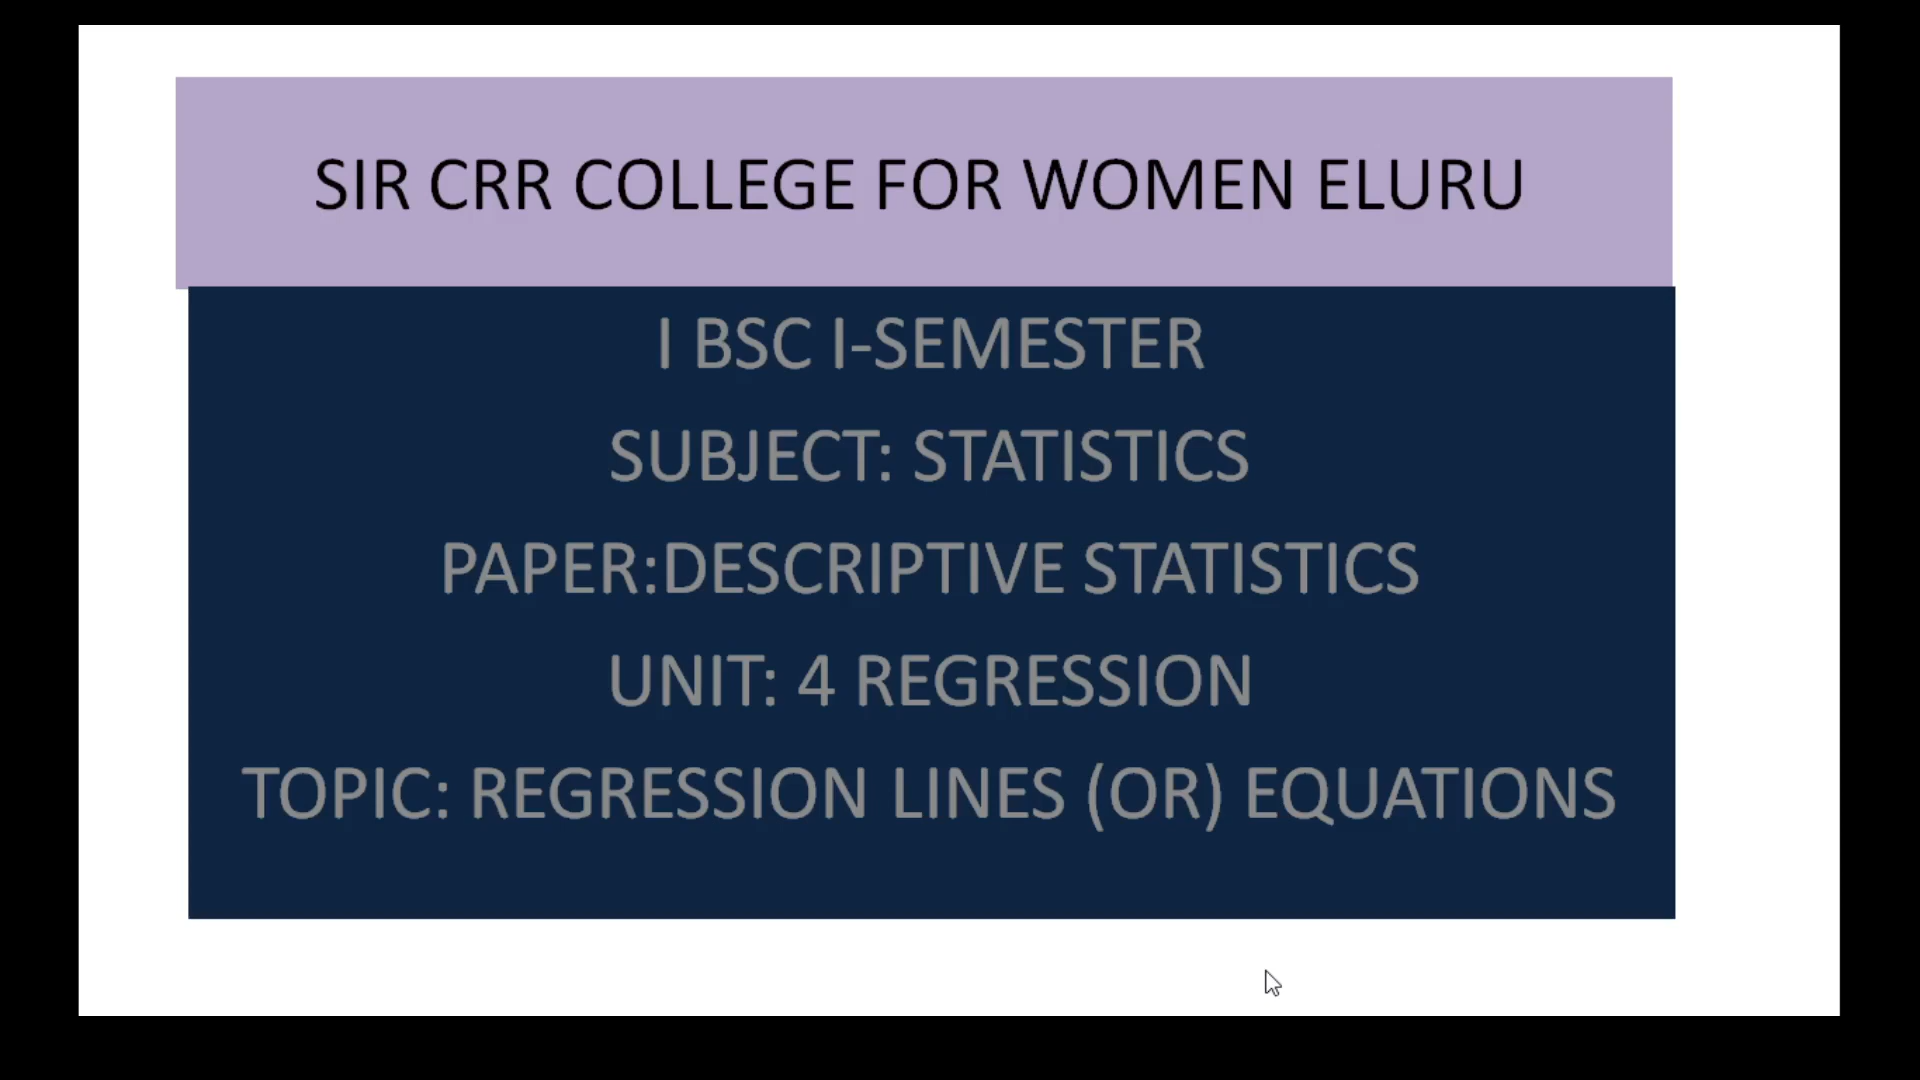 SIR CRR COLLEGE FOR WOMEN ELURU
I BSC I-SEMESTER
SUBJECT: STATISTICS
PAPER:DESCRIPTIVE STATISTICS
UNIT: 4 REGRESSION
TOPIC: REGRESSION LINES (OR) EQUATIONS